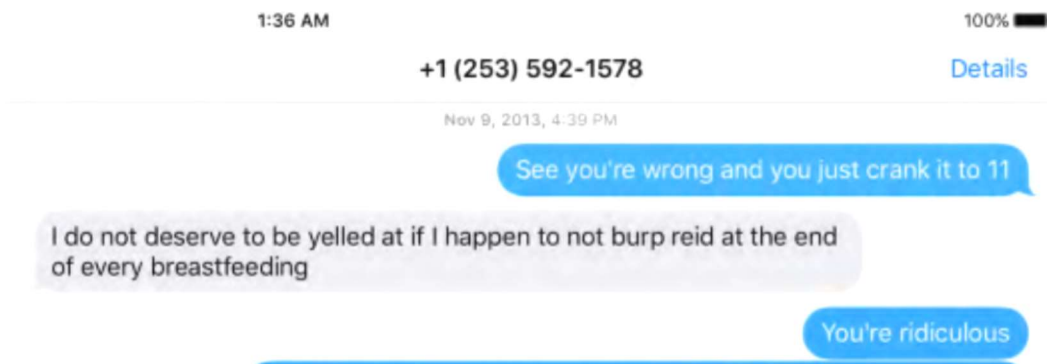 1:36 AM
100%
+1 (253) 592-1578
Details
Nov 9, 2013, 4:39 PM
See you're wrong and you just crank it to 11
I do not deserve to be yelled at if I happen to not burp reid at the end
of every breastfeeding
You're ridiculous